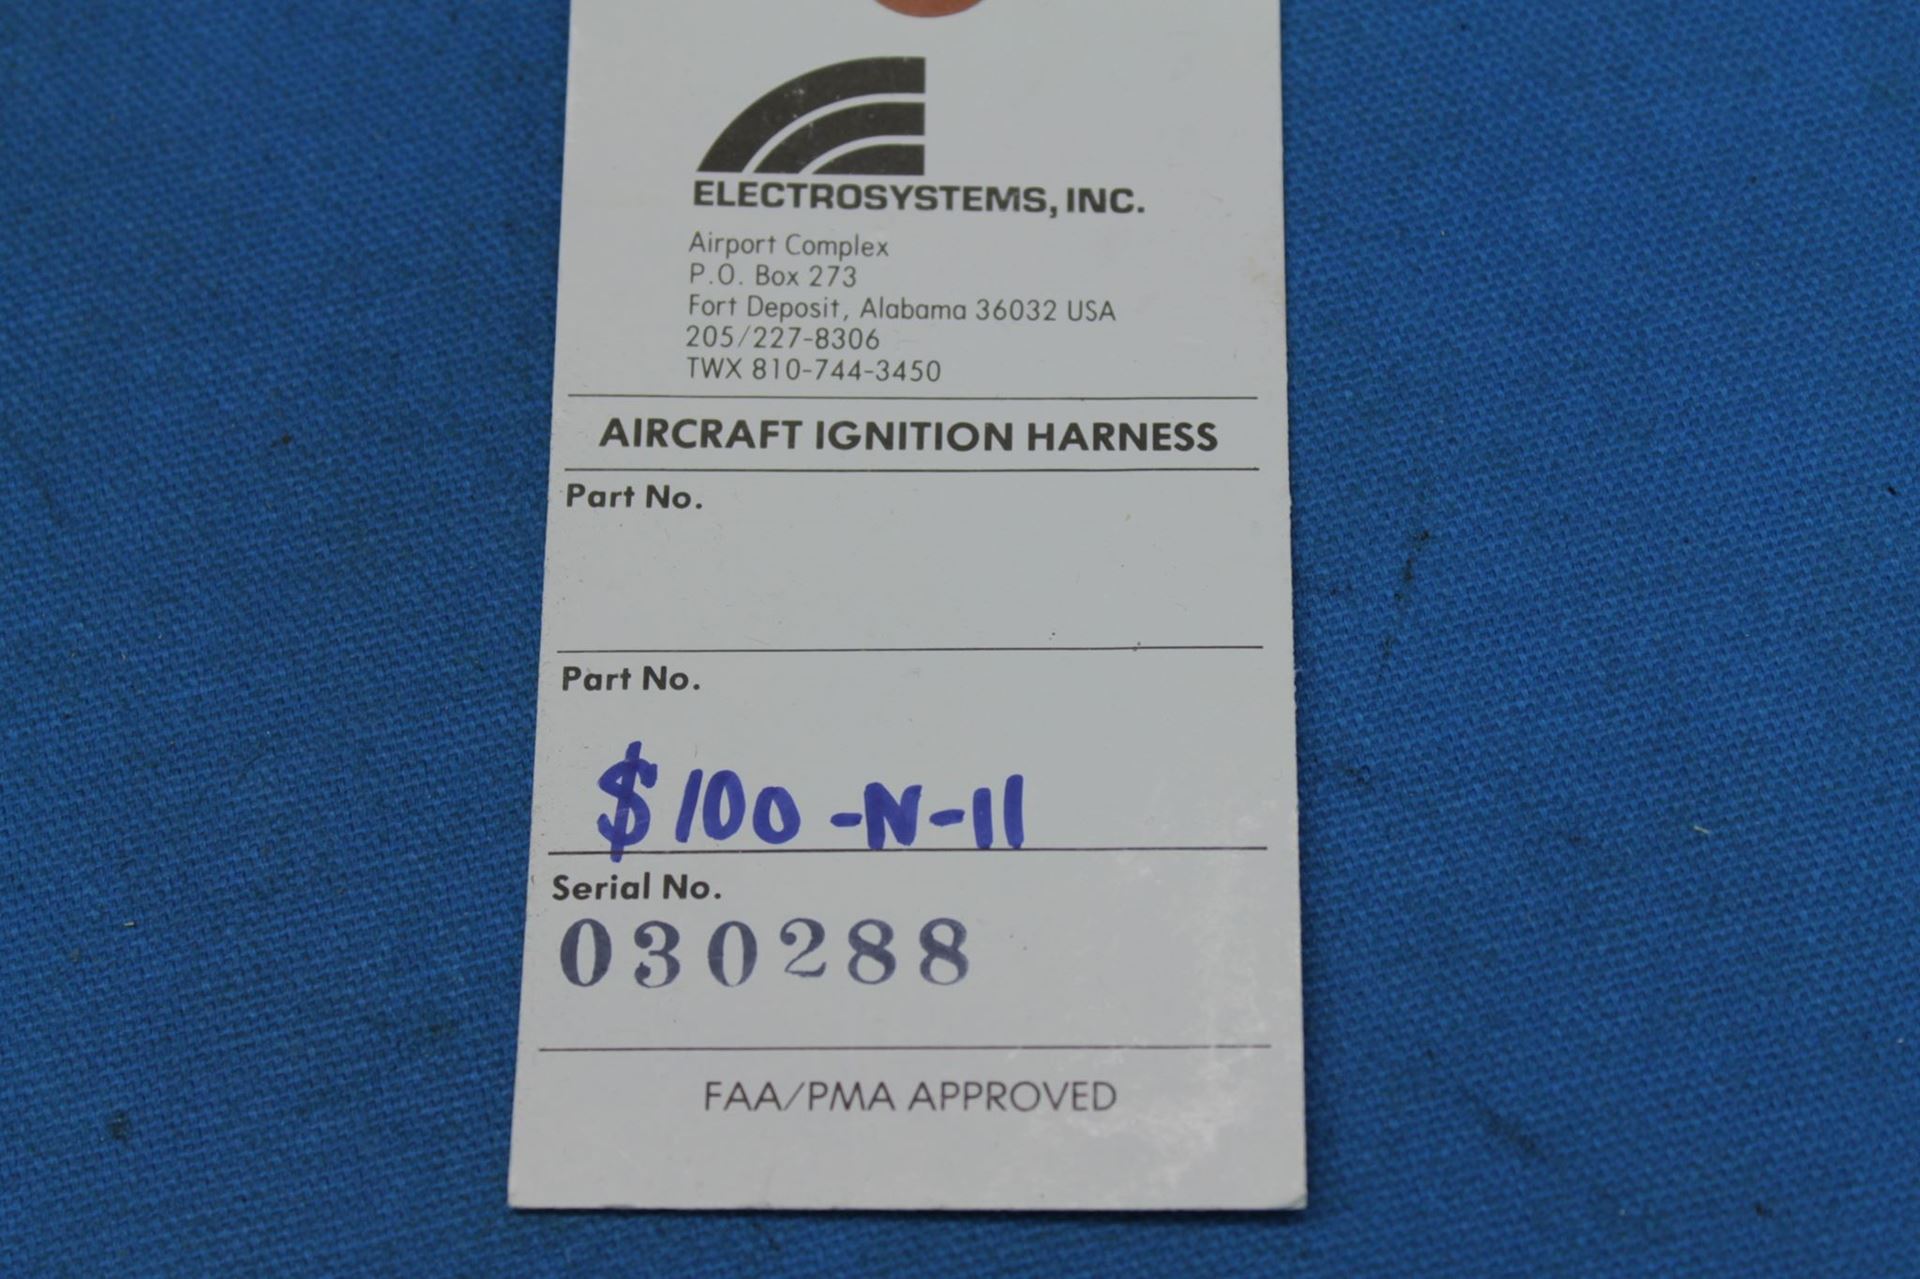 ELECTROSYSTEMS, INC.
Airport Complex
P.O. Box 273
Fort Deposit, Alabama 36032 USA
205/227-8306
TWX 810-744-3450
AIRCRAFT IGNITION HARNESS
Part No.
Part No.
$100-N-11
Serial No.
030288
FAA/PMA APPROVED